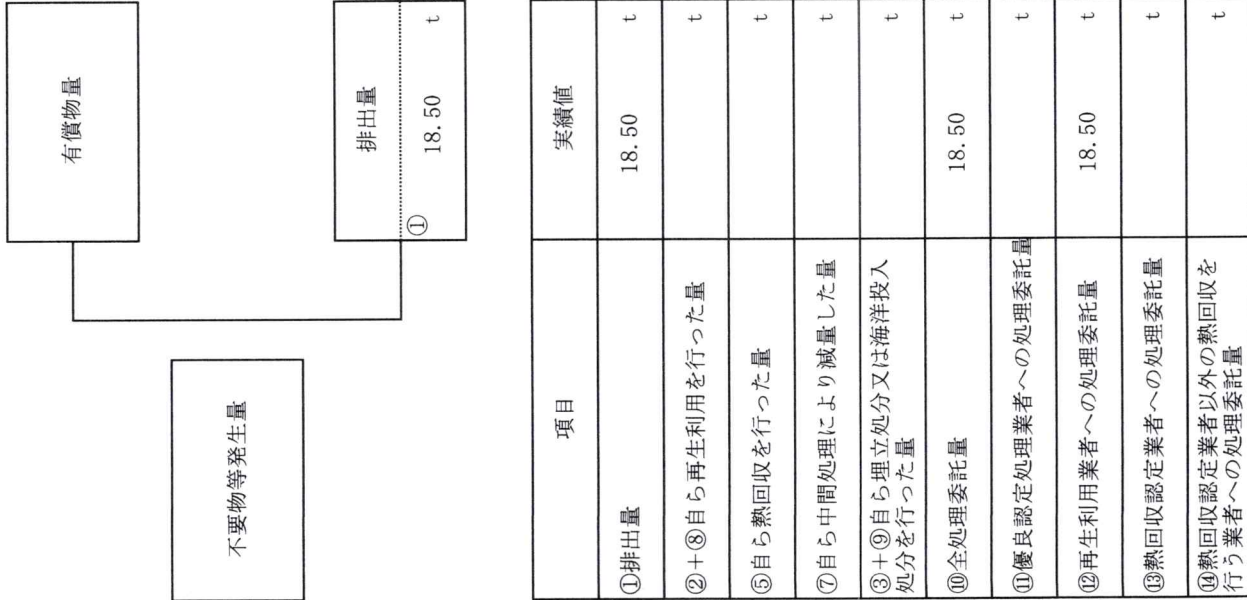 有償物量
不要物等発生量
排出量
① 18.50 t
項目 実績値
①排出量 18.50 t
②+⑧自ら再生利用を行った量 t
⑤自ら熱回収を行った量 t
⑦自ら中間処理により減量した量 t
③+⑨自ら埋立処分又は海洋投入
処分を行った量 t
⑩全処理委託量 18.50 t
⑪優良認定処理業者への処理委託量 t
⑫再生利用業者への処理委託量 18.50 t
⑬熱回収認定業者への処理委託量 t
⑭熱回収認定業者以外の熱回収を
行う業者への処理委託量 t